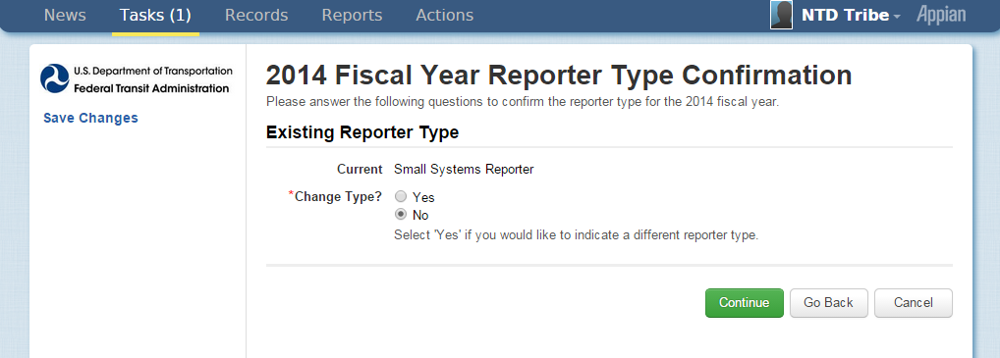 News Tasks (1) Records Reports Actions NTD Tribe Appian
U.S. Department of Transportation
Federal Transit Administration
Save Changes
2014 Fiscal Year Reporter Type Confirmation
Please answer the following questions to confirm the reporter type for the 2014 fiscal year.
Existing Reporter Type
Current Small Systems Reporter
*Change Type? Yes
No
Select 'Yes' if you would like to indicate a different reporter type.
Continue Go Back Cancel